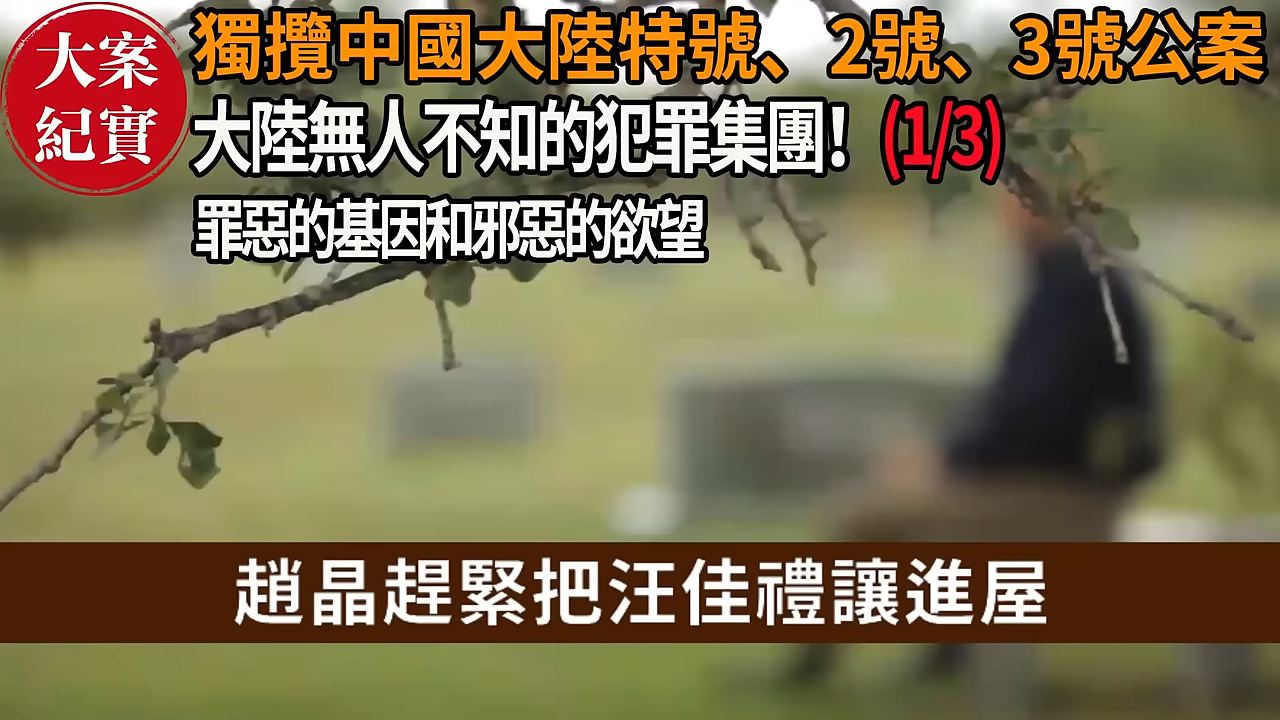 大案
紀實
獨攬中國大陸特號、2號、3號公案
大陸無人不知的犯罪集團！(1/3)
罪惡的基因和邪惡的欲望
趙晶趕緊把汪佳禮讓進屋